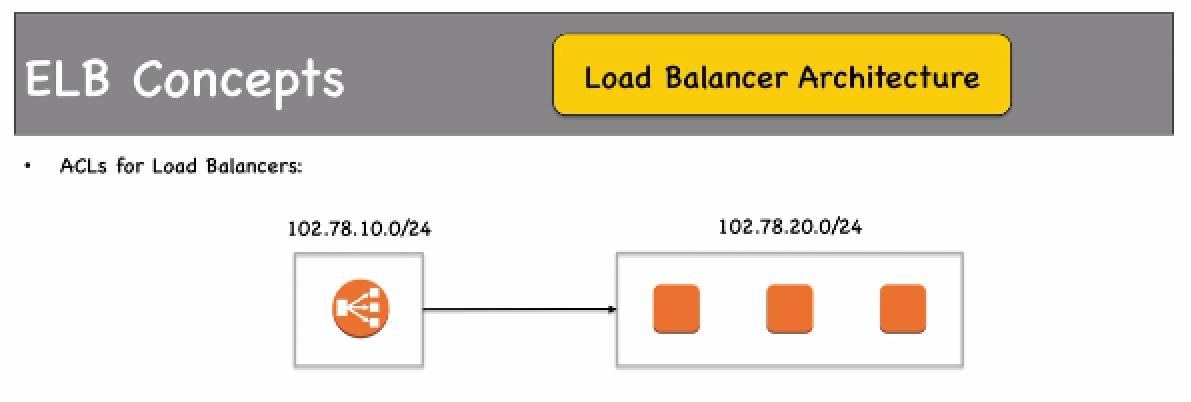 ELB Concepts
Load Balancer Architecture
• ACLs for Load Balancers:
102.78.10.0/24
102.78.20.0/24